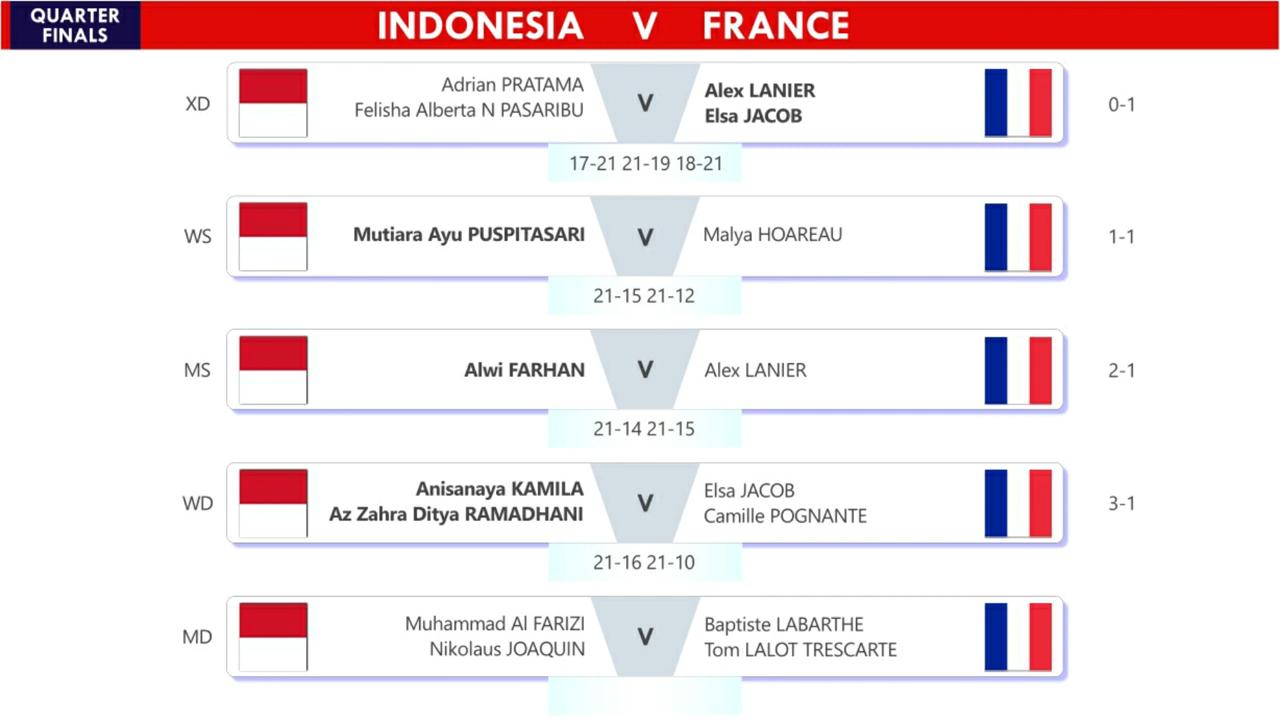 QUARTER
FINALS
INDONESIA V FRANCE
XD
Adrian PRATAMA
Felisha Alberta N PASARIBU
V
Alex LANIER
Elsa JACOB
0-1
17-21 21-19 18-21
WS
Mutiara Ayu PUSPITASARI
V
Malya HOAREAU
1-1
21-15 21-12
MS
Alwi FARHAN
V
Alex LANIER
2-1
21-14 21-15
WD
Anisanaya KAMILA
Az Zahra Ditya RAMADHANI
V
Elsa JACOB
Camille POGNANTE
3-1
21-16 21-10
MD
Muhammad Al FARIZI
Nikolaus JOAQUIN
V
Baptiste LABARTHE
Tom LALOT TRESCARTE